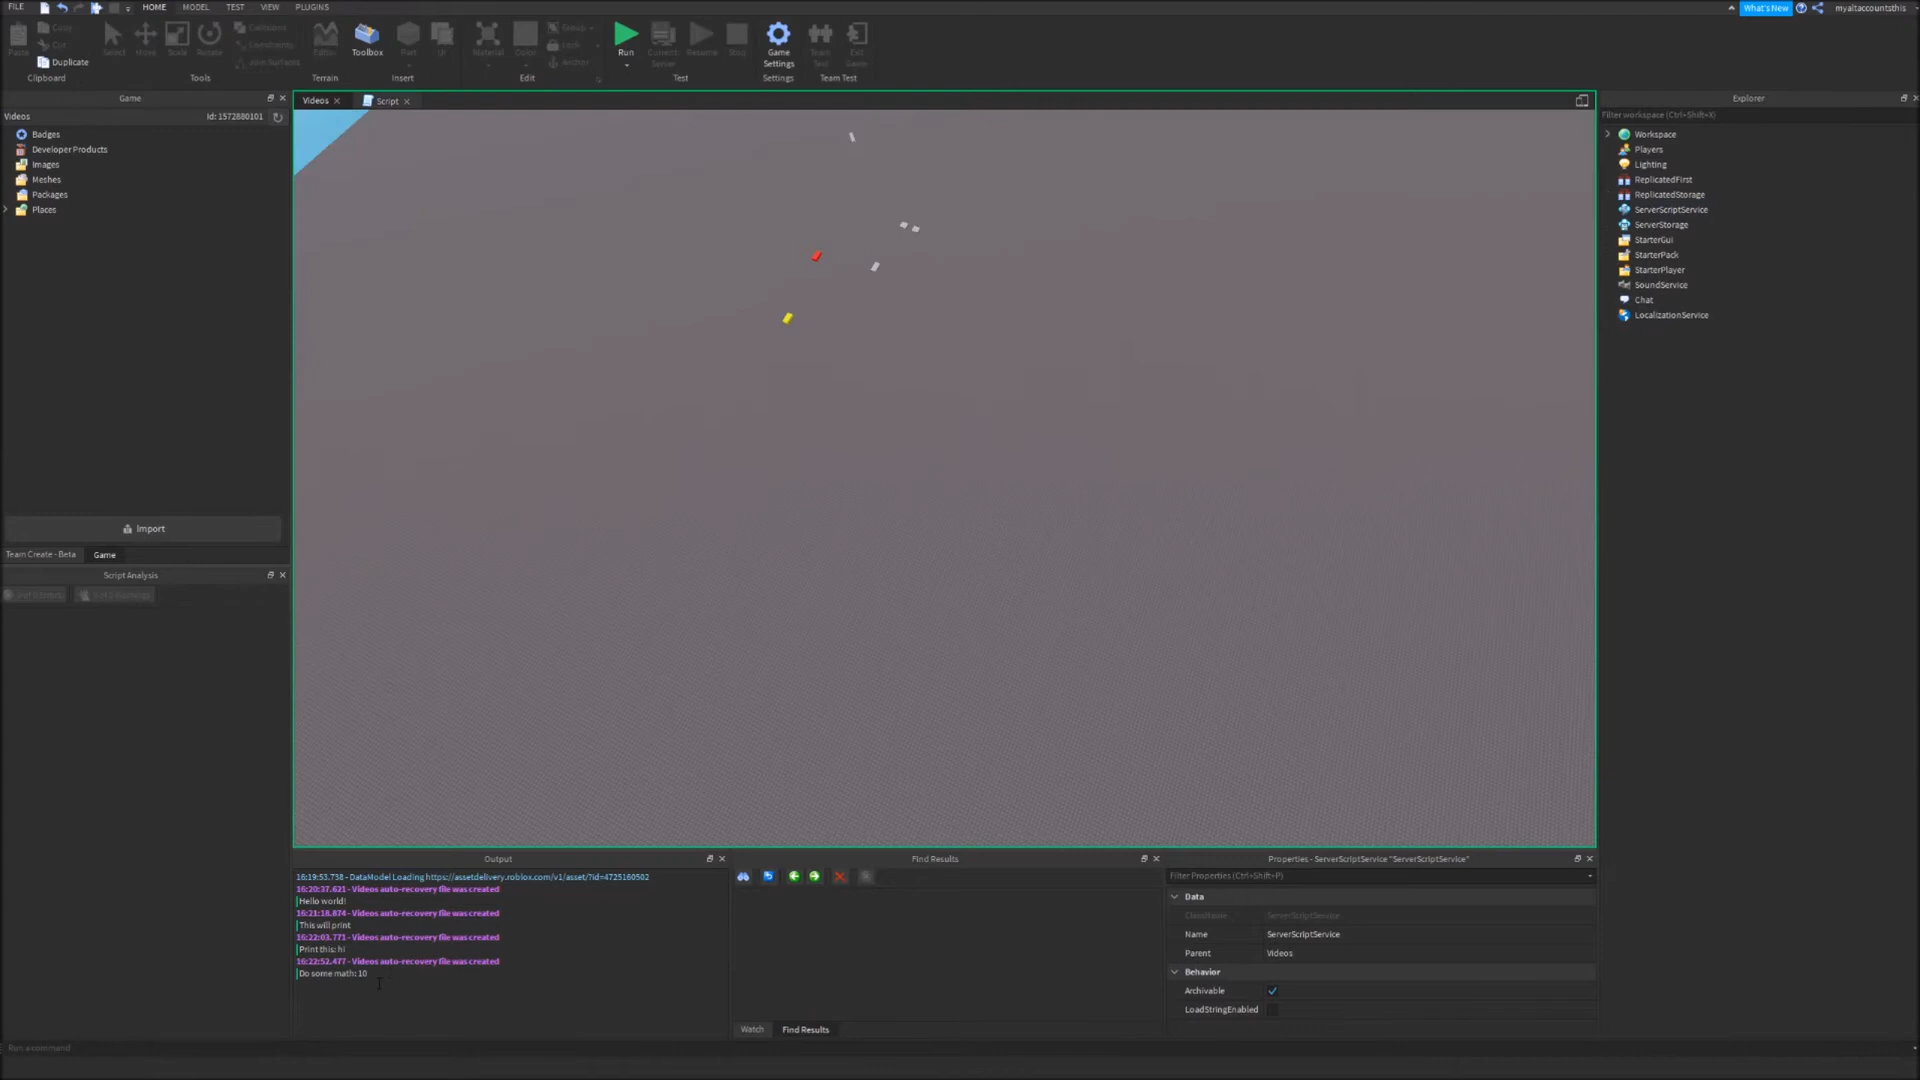 FILE HOME MODEL TEST VIEW PLUGINS What's New myaltaccountsthis
Paste Copy Cut Duplicate Clipboard
Select Move Scale Rotate Collisions Constraints Join Surfaces Tools
Editor Terrain
Toolbox Part UI Insert
Material Color Group Lock Anchor Edit
Run Current Server Resume Stop Test
Game Settings Settings
Team Test Exit Game Team Test
Game
Videos Id: 1572880101
Badges
Developer Products
Images
Meshes
Packages
Places
Import
Team Create - Beta Game
Script Analysis
Videos Script
Explorer
Filter workspace (Ctrl+Shift+X)
Workspace
Players
Lighting
ReplicatedFirst
ReplicatedStorage
ServerScriptService
ServerStorage
StarterGui
StarterPack
StarterPlayer
SoundService
Chat
LocalizationService
Output
16:19:53.738 - DataModel Loading https://assetdelivery.roblox.com/v1/asset/?id=4725160502
16:20:37.621 - Videos auto-recovery file was created
Hello world!
16:21:18.874 - Videos auto-recovery file was created
This will print
16:22:03.771 - Videos auto-recovery file was created
Print this: hi
16:22:52.477 - Videos auto-recovery file was created
Do some math: 10
Find Results
Watch Find Results
Properties - ServerScriptService "ServerScriptService"
Filter Properties (Ctrl+Shift+P)
Data
ClassName ServerScriptService
Name ServerScriptService
Parent Videos
Behavior
Archivable
LoadStringEnabled
Run a command